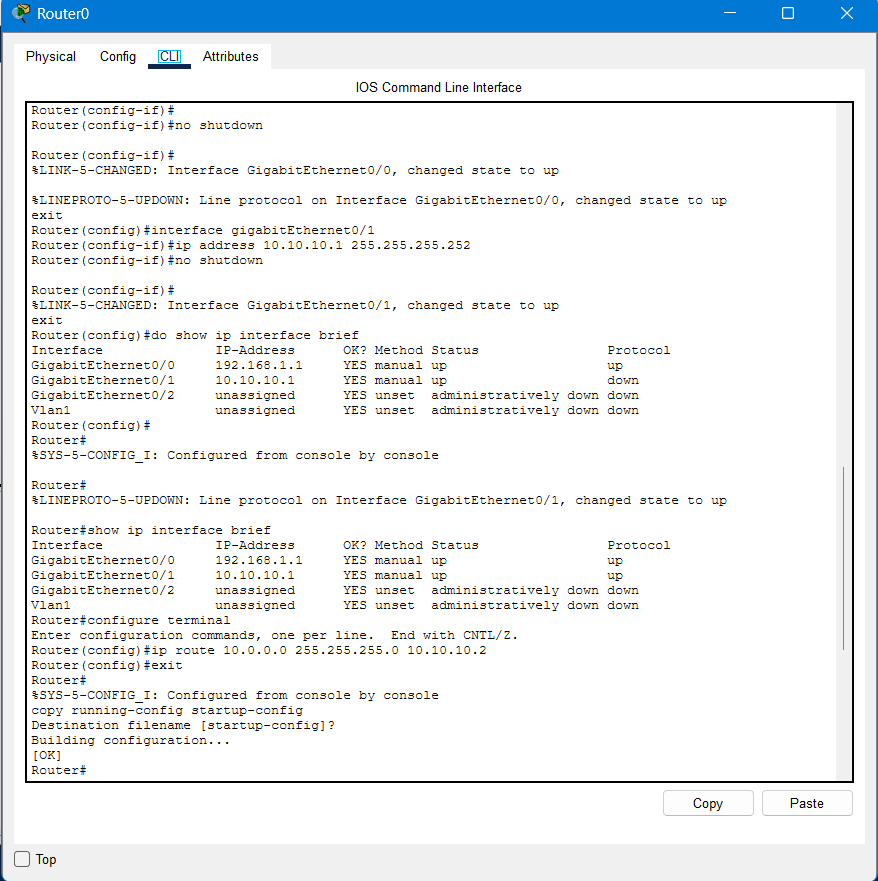 Router0
Physical Config CLI Attributes
IOS Command Line Interface
Router(config-if)#
Router(config-if)#no shutdown
Router(config-if)#
%LINK-5-CHANGED: Interface GigabitEthernet0/0, changed state to up
%LINEPROTO-5-UPDOWN: Line protocol on Interface GigabitEthernet0/0, changed state to up
exit
Router(config)#interface gigabitEthernet0/1
Router(config-if)#ip address 10.10.10.1 255.255.255.252
Router(config-if)#no shutdown
Router(config-if)#
%LINK-5-CHANGED: Interface GigabitEthernet0/1, changed state to up
exit
Router(config)#do show ip interface brief
Interface IP-Address OK? Method Status Protocol
GigabitEthernet0/0 192.168.1.1 YES manual up up
GigabitEthernet0/1 10.10.10.1 YES manual up down
GigabitEthernet0/2 unassigned YES unset administratively down down
Vlan1 unassigned YES unset administratively down down
Router(config)#
Router#
%SYS-5-CONFIG_I: Configured from console by console
Router#
%LINEPROTO-5-UPDOWN: Line protocol on Interface GigabitEthernet0/1, changed state to up
Router#show ip interface brief
Interface IP-Address OK? Method Status Protocol
GigabitEthernet0/0 192.168.1.1 YES manual up up
GigabitEthernet0/1 10.10.10.1 YES manual up up
GigabitEthernet0/2 unassigned YES unset administratively down down
Vlan1 unassigned YES unset administratively down down
Router#configure terminal
Enter configuration commands, one per line. End with CNTL/Z.
Router(config)#ip route 10.0.0.0 255.255.255.0 10.10.10.2
Router(config)#exit
Router#
%SYS-5-CONFIG_I: Configured from console by console
copy running-config startup-config
Destination filename [startup-config]?
Building configuration...
[OK]
Router#
Copy Paste
Top